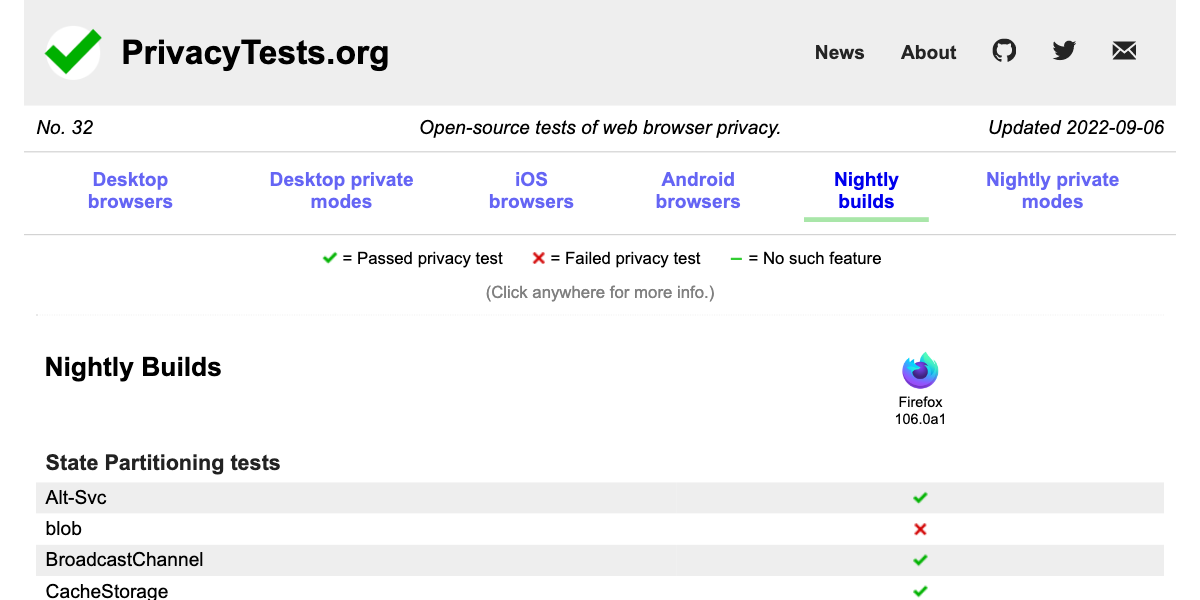 PrivacyTests.org
News About
No. 32 Open-source tests of web browser privacy. Updated 2022-09-06
Desktop browsers Desktop private modes iOS browsers Android browsers Nightly builds Nightly private modes
= Passed privacy test = Failed privacy test = No such feature
(Click anywhere for more info.)
Nightly Builds
Firefox
106.0a1
State Partitioning tests
Alt-Svc
blob
BroadcastChannel
CacheStorage